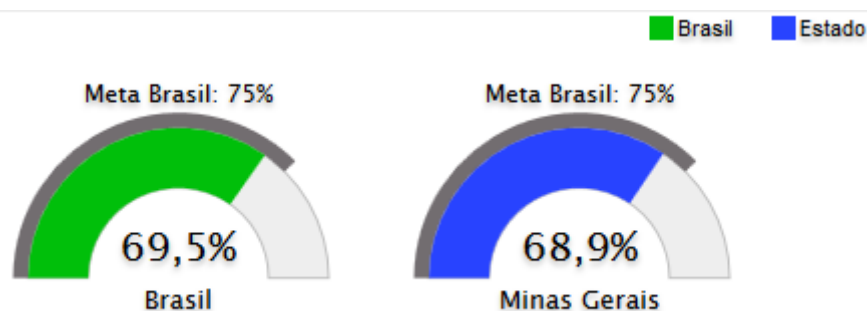 Brasil Estado
Meta Brasil: 75% Meta Brasil: 75%
69,5% 68,9%
Brasil Minas Gerais